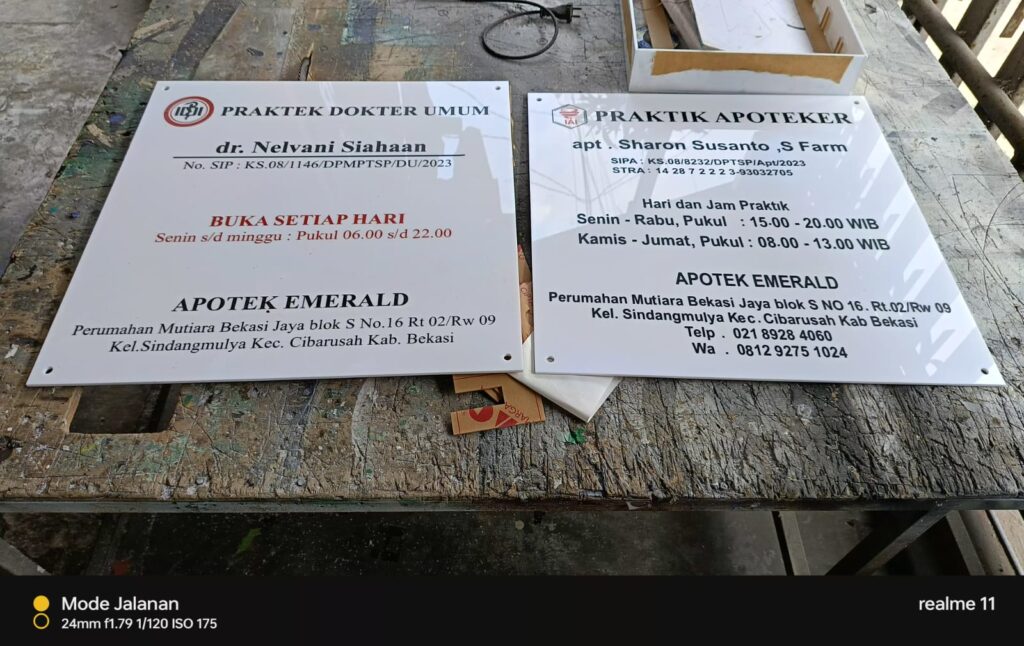 PRAKTEK DOKTER UMUM
dr. Nelvani Siahaan
No. SIP : KS.08/1146/DPMPTSP/DU/2023
BUKA SETIAP HARI
Senin s/d minggu : Pukul 06.00 s/d 22.00
APOTEK EMERALD
Perumahan Mutiara Bekasi Jaya blok S No.16 Rt 02/Rw 09
Kel.Sindangmulya Kec. Cibarusah Kab. Bekasi
IAI
PRAKTIK APOTEKER
apt . Sharon Susanto ,S Farm
SIPA : KS.08/8232/DPTSP/Apt/2023
STRA : 14 28 7 2 2 2 3-93032705
Hari dan Jam Praktik
Senin - Rabu, Pukul : 15-00 - 20.00 WIB
Kamis - Jumat, Pukul : 08.00 - 13.00 WIB
APOTEK EMERALD
Perumahan Mutiara Bekasi Jaya blok S NO 16. Rt.02/Rw 09
Kel. Sindangmulya Kec. Cibarusah Kab Bekasi
Telp . 021 8928 4060
Wa . 0812 9275 1024
Mode Jalanan
24mm f1.79 1/120 ISO 175
realme 11